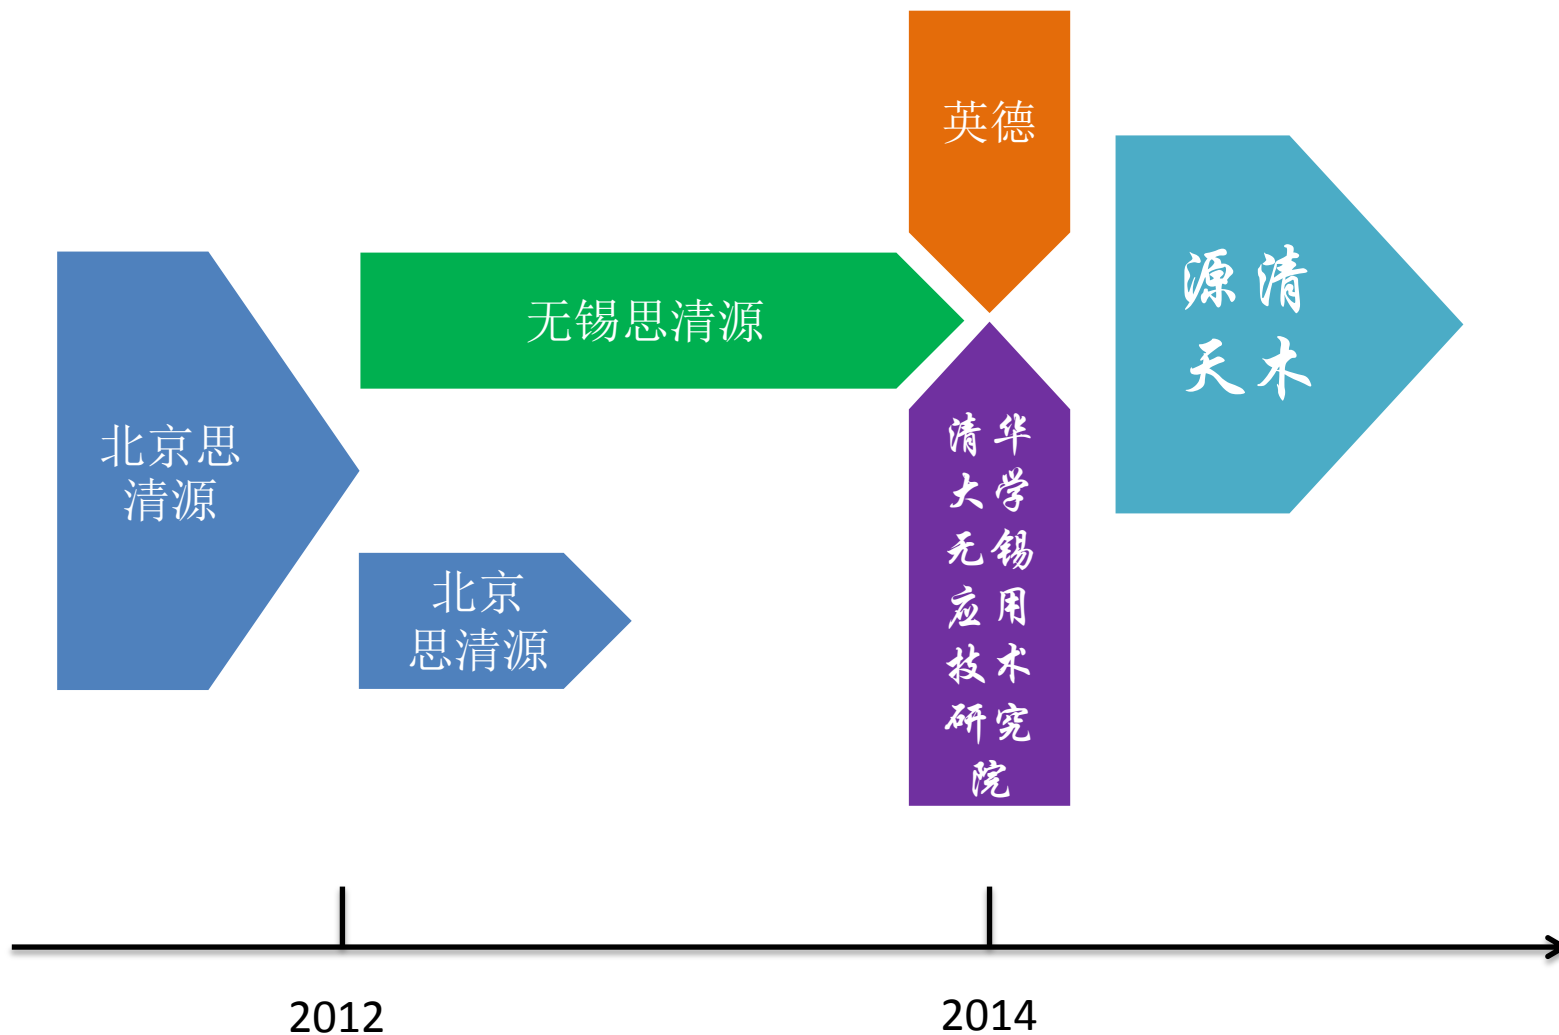 英德
源清
天木
无锡思清源
北京思
清源
清华
大学
无锡
应用
技术
研究
院
北京
思清源
2012
2014